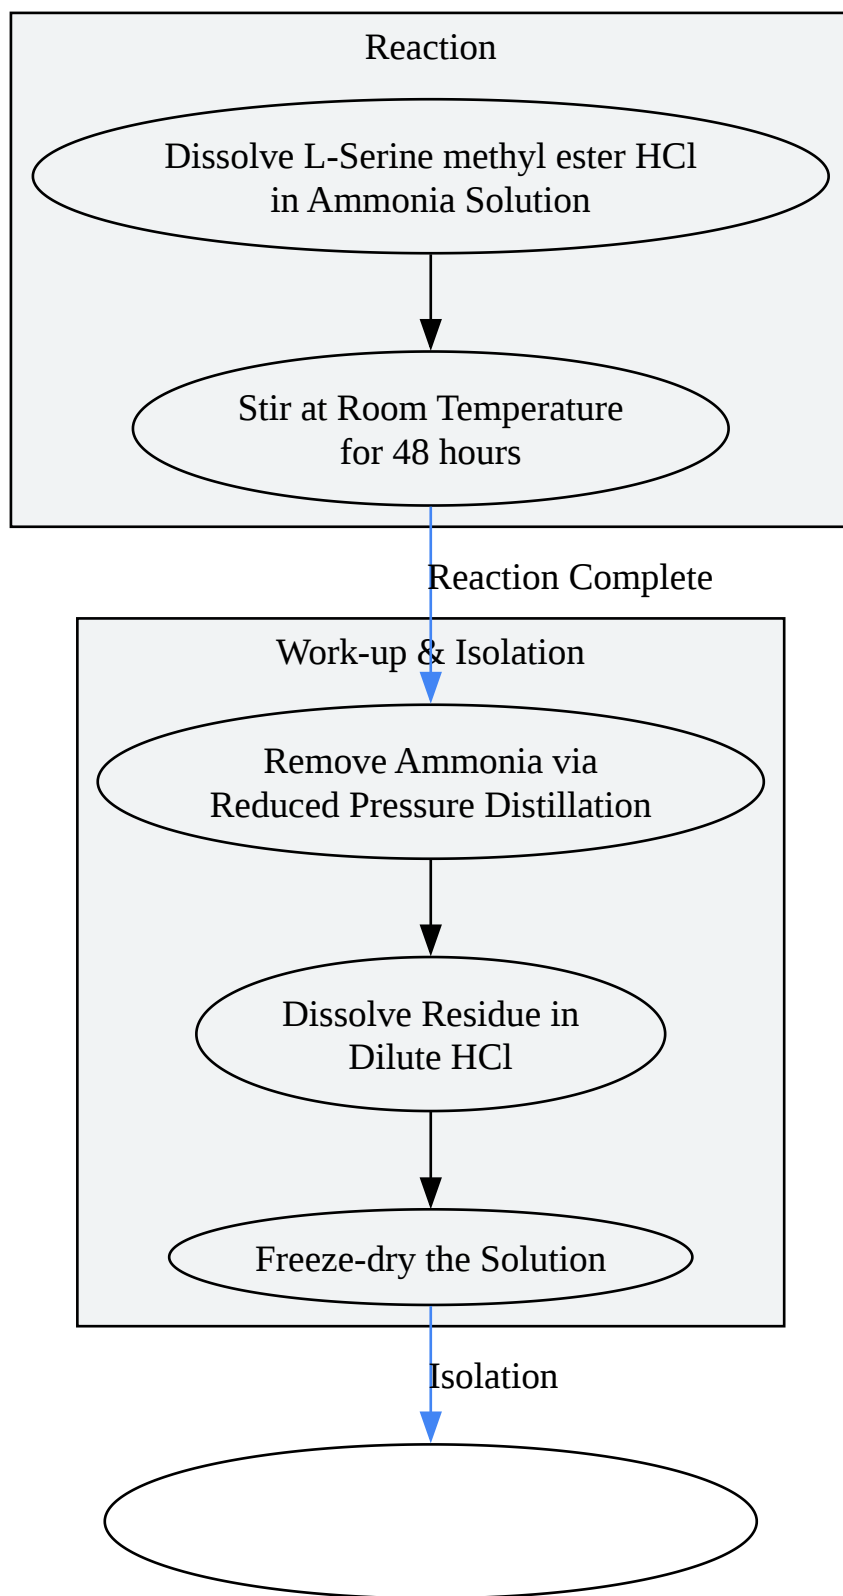 Reaction
Dissolve L-Serine methyl ester HCl
in Ammonia Solution
Stir at Room Temperature
for 48 hours
Reaction Complete
Work-up & Isolation
Remove Ammonia via
Reduced Pressure Distillation
Dissolve Residue in
Dilute HCl
Freeze-dry the Solution
Isolation